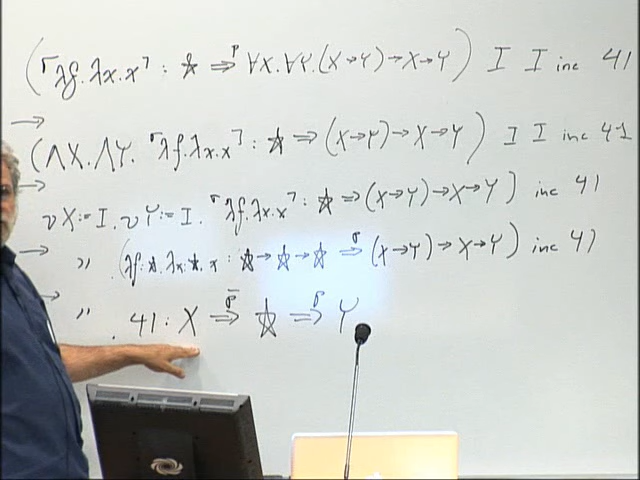 (⌈λf.λx.x⌉ : ☆ ⇒ᵖ ∀X.∀Y.(X→Y)→X→Y) I I inc 41
→ (ΛX.ΛY. ⌈λf.λx.x⌉ : ☆ ⇒ (X→Y)→X→Y) I I inc 41
→ νX:=I. νY:=I. ⌈λf.λx.x⌉ : ☆ ⇒ (X→Y)→X→Y) inc 41
→ " (λf:☆.λx:☆.x : ☆→☆→☆ ⇒ᵖ (X→Y)→X→Y) inc 41
→ " . 41 : X ⇒ᵖ̄ ☆ ⇒ᵖ Y